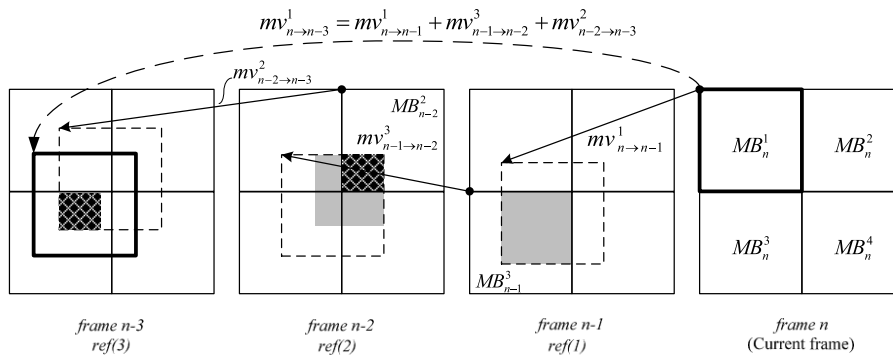 mv^1_{n→n-3} = mv^1_{n→n-1} + mv^3_{n-1→n-2} + mv^2_{n-2→n-3}
mv^2_{n-2→n-3}
MB^2_{n-2}
mv^3_{n-1→n-2}
mv^1_{n→n-1}
MB^1_n
MB^2_n
MB^3_{n-1}
MB^3_n
MB^4_n
frame n-3
ref(3)
frame n-2
ref(2)
frame n-1
ref(1)
frame n
(Current frame)